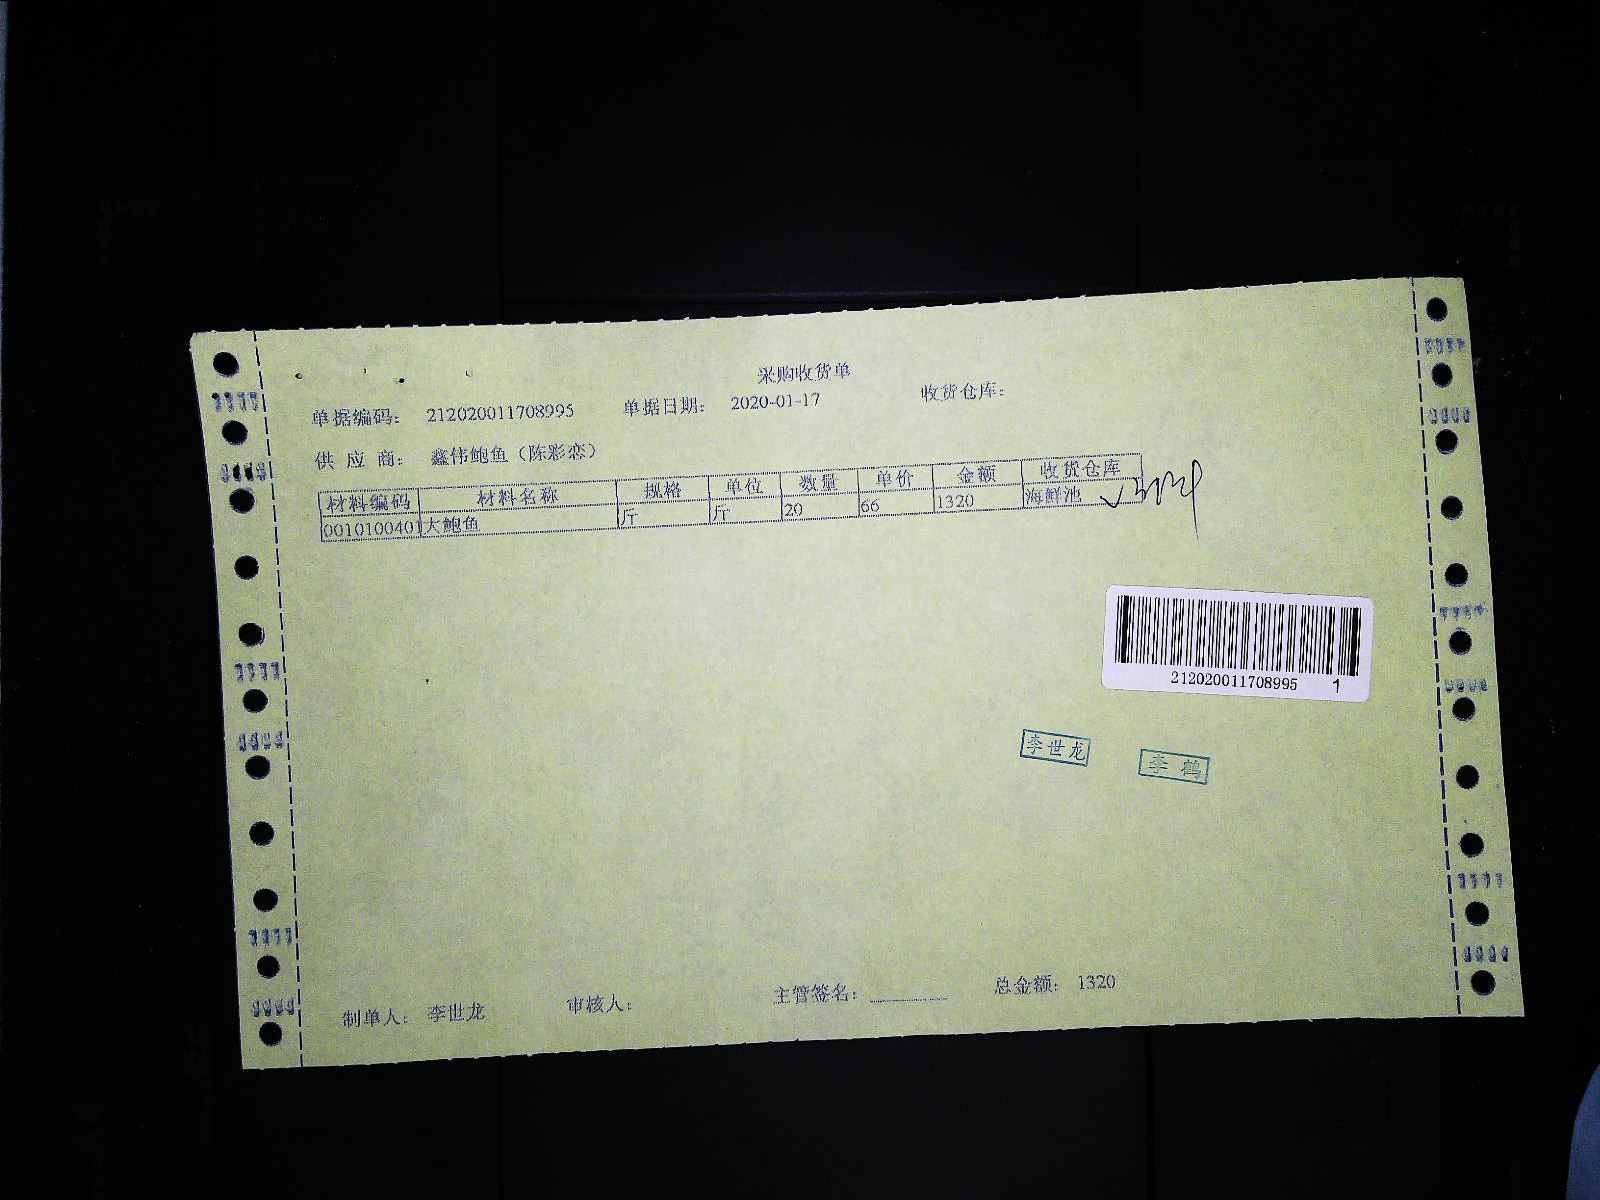 采购收货单
单据编码： 212020011708995 单据日期： 2020-01-17 收货仓库：
供 应 商： 鑫伟鲍鱼（陈彩恋）
材料编码 材料名称 规格 单位 数量 单价 金额 收货仓库
0010100401 大鲍鱼 斤 斤 20 66 1320 海鲜池
212020011708995 1
李世龙 李鹤
制单人： 李世龙 审核人： 主管签名： 总金额： 1320